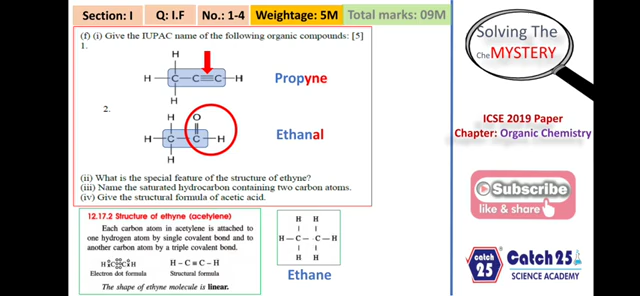 Section: I
Q: I.F
No.: 1-4
Weightage: 5M
Total marks: 09M
(f) (i) Give the IUPAC name of the following organic compounds: [5]
1.
H
H — C — C ≡ C — H
H
Propyne
2.
H O
H — C — C — H
H
Ethanal
(ii) What is the special feature of the structure of ethyne?
(iii) Name the saturated hydrocarbon containing two carbon atoms.
(iv) Give the structural formula of acetic acid.
12.17.2 Structure of ethyne (acetylene)
Each carbon atom in acetylene is attached to
one hydrogen atom by single covalent bond and to
another carbon atom by a triple covalent bond.
H – C ≡ C – H
Electron dot formula
Structural formula
The shape of ethyne molecule is linear.
H H
H – C – C – H
H H
Ethane
Solving The
Che MYSTERY
ICSE 2019 Paper
Chapter: Organic Chemistry
Subscribe
like & share
catch
25
Catch 25
SCIENCE ACADEMY